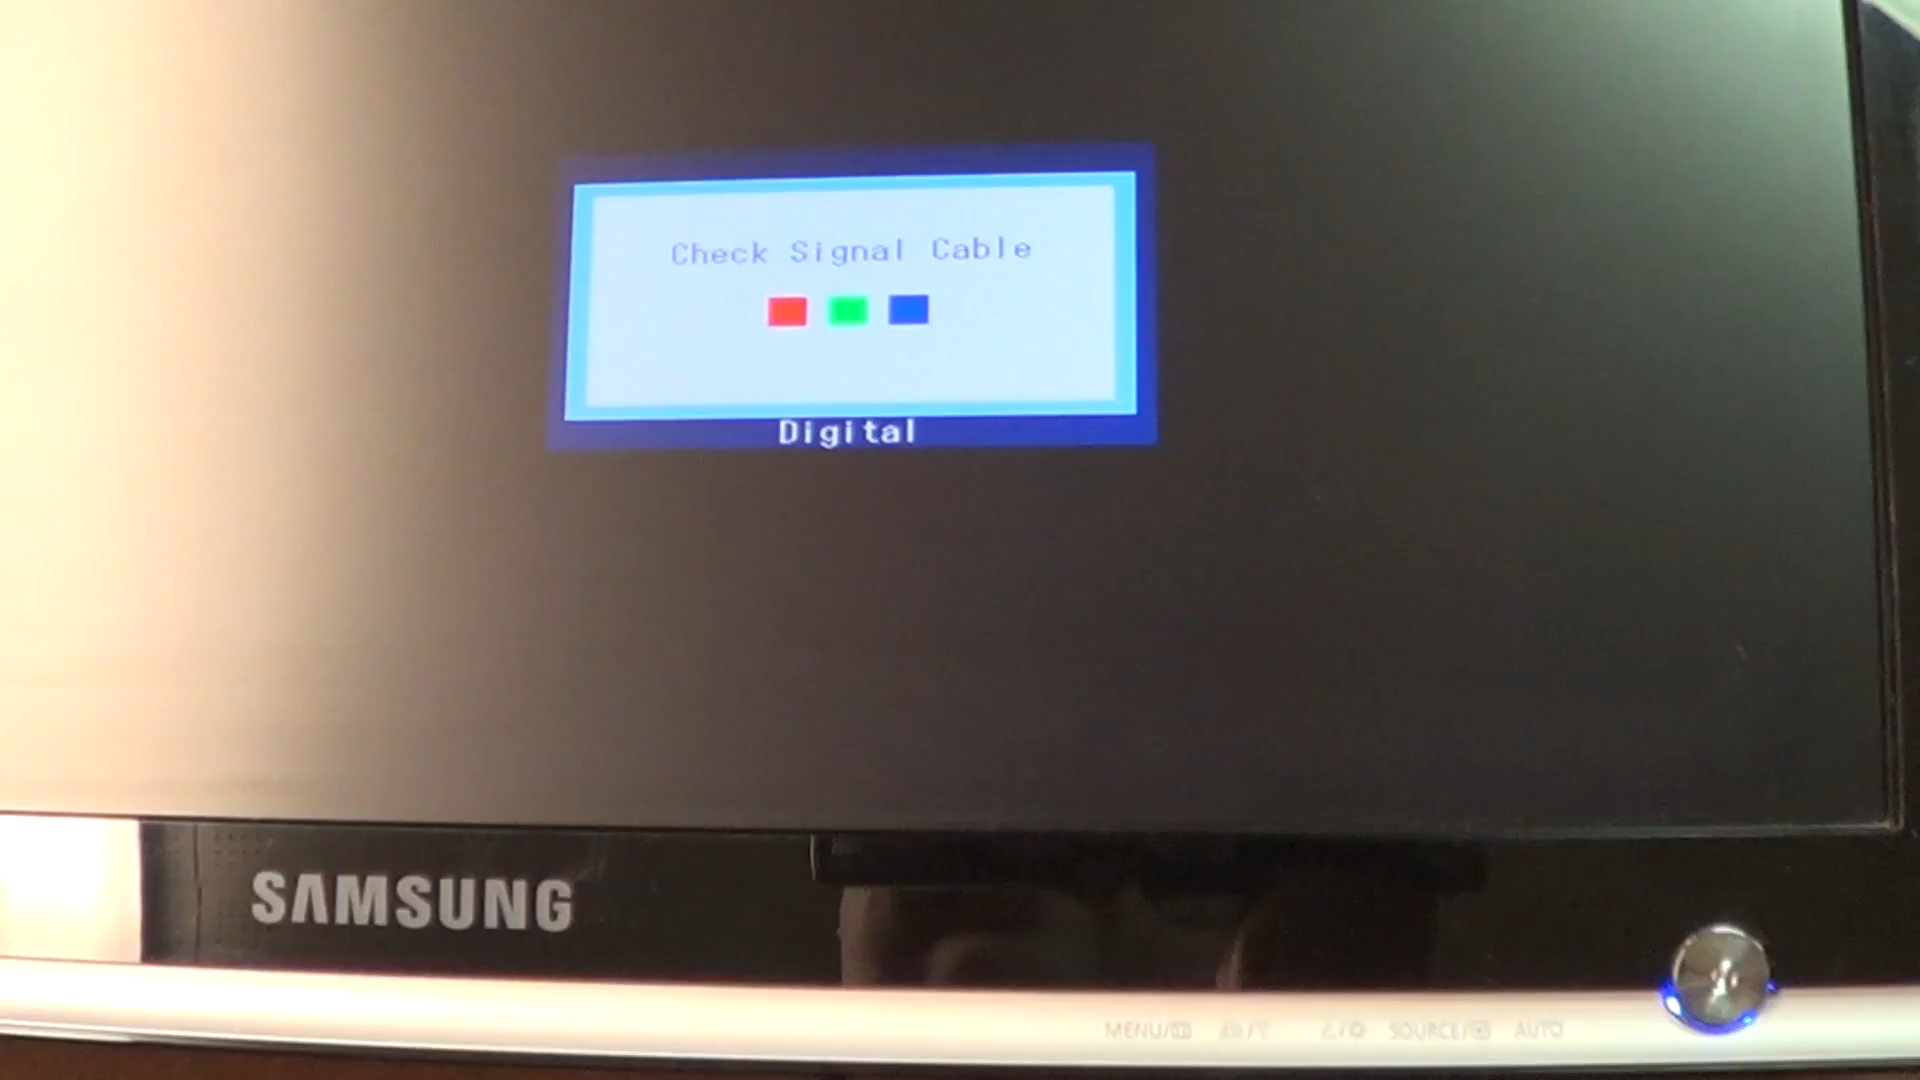 Check Signal Cable
Digital
SAMSUNG
MENU/
SOURCE/
AUTO